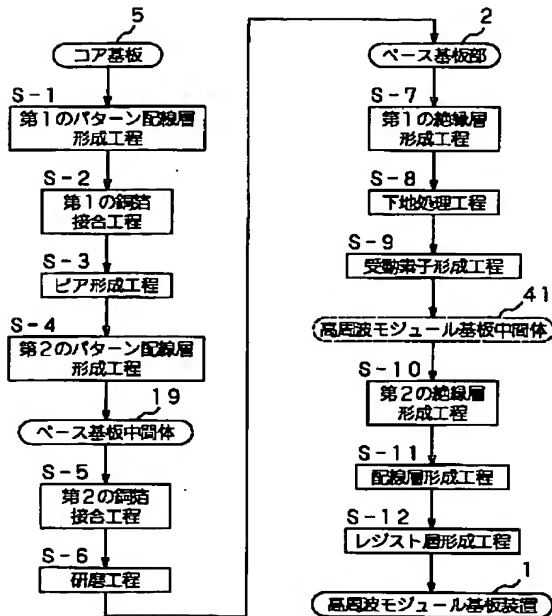 5
コア基板
S-1
第1のパターン配線層
形成工程
S-2
第1の銅箔
接合工程
S-3
ビア形成工程
S-4
第2のパターン配線層
形成工程
19
ベース基板中間体
S-5
第2の銅箔
接合工程
S-6
研磨工程
2
ベース基板部
S-7
第1の絶縁層
形成工程
S-8
下地処理工程
S-9
受動素子形成工程
41
高周波モジュール基板中間体
S-10
第2の絶縁層
形成工程
S-11
配線層形成工程
S-12
レジスト層形成工程
1
高周波モジュール基板装置